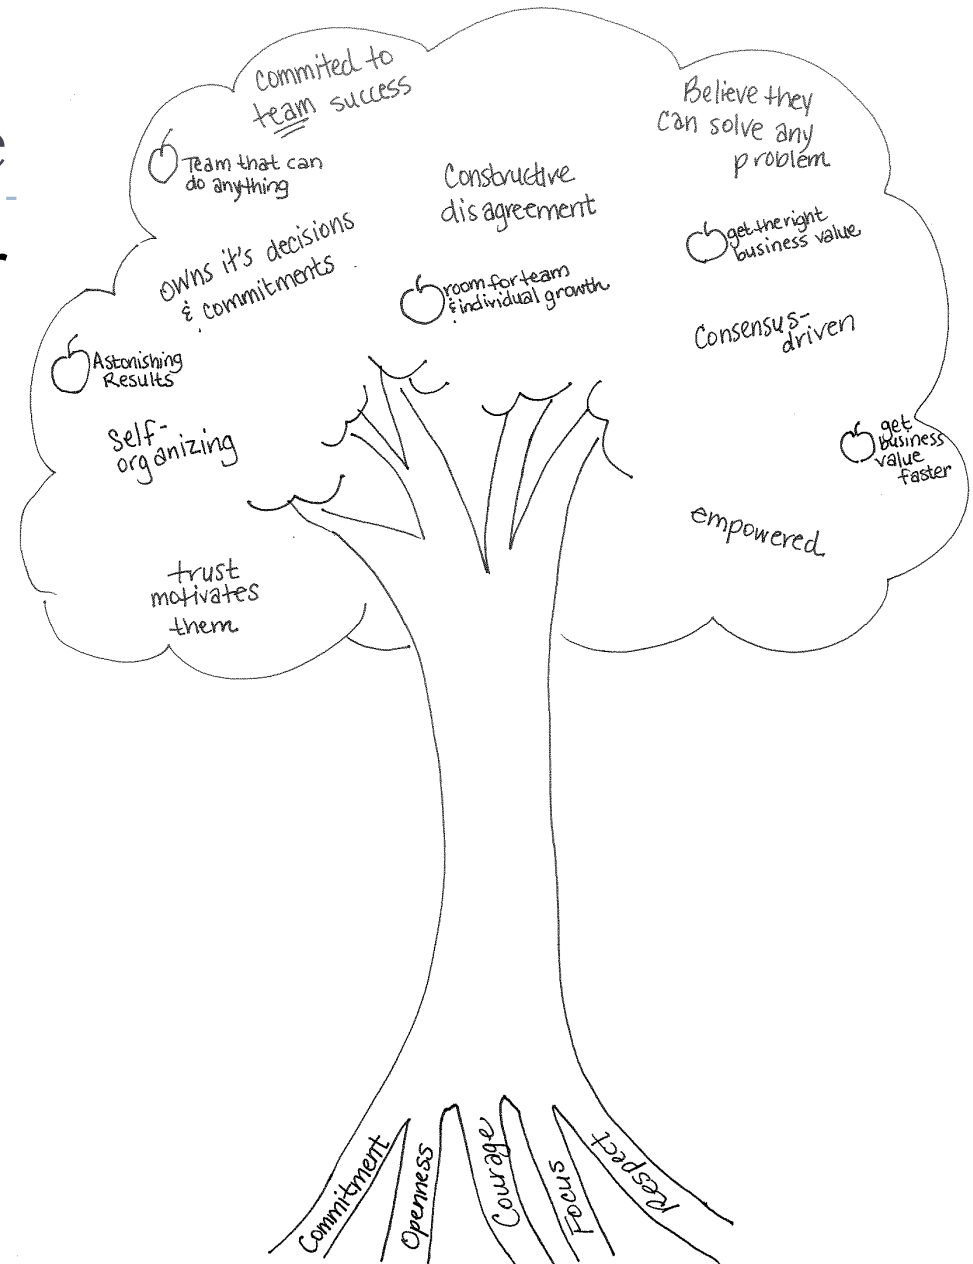 commited to
team success
Believe they
can solve any
problem
Team that can
do anything
Constructive
disagreement
get the right
business value
owns it's decisions
& commitments
room for team
& individual growth
Consensus-
driven
Astonishing
Results
Self-
organizing
get
business
value
faster
empowered
trust
motivates
them
Commitment
Openness
Courage
Focus
Respect